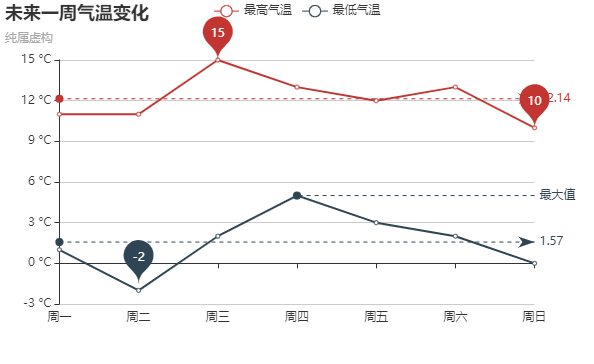 未来一周气温变化
纯属虚构
最高气温 最低气温
15 °C
12 °C
9 °C
6 °C
3 °C
0 °C
-3 °C
15
10
2.14
最大值
1.57
-2
周一 周二 周三 周四 周五 周六 周日